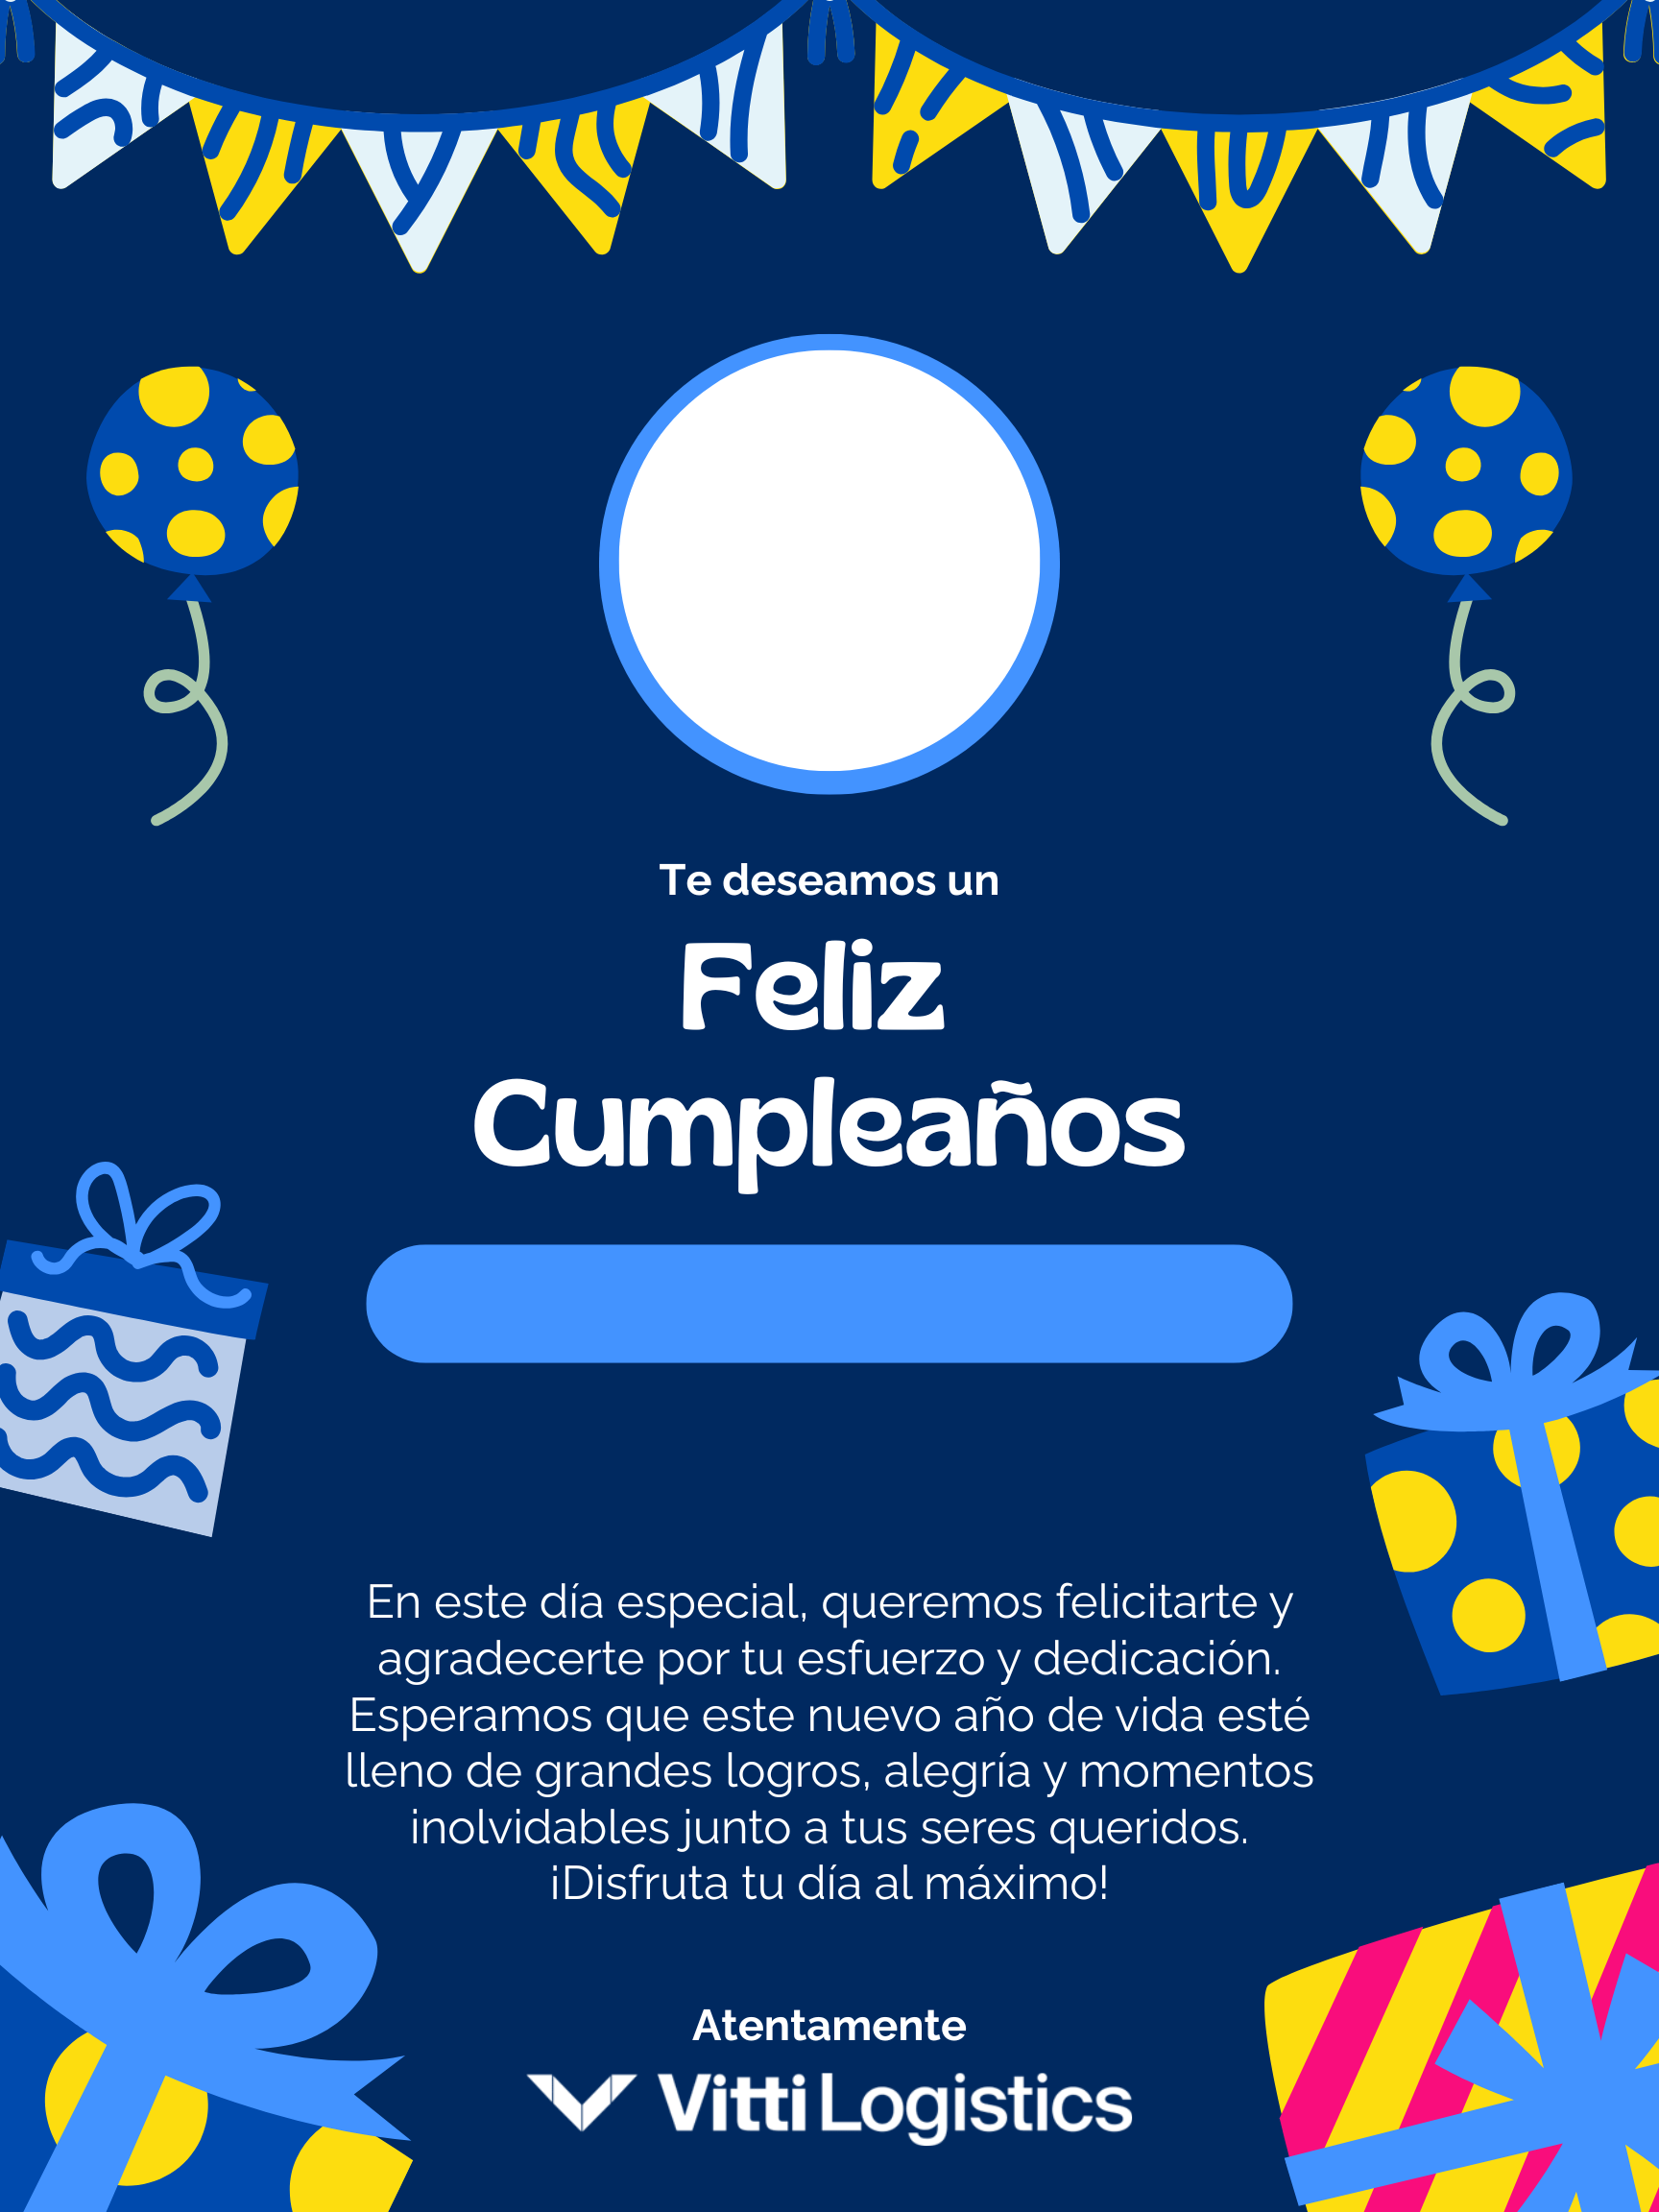 Te deseamos un
Feliz
Cumpleaños
En este día especial, queremos felicitarte y
agradecerte por tu esfuerzo y dedicación.
Esperamos que este nuevo año de vida esté
lleno de grandes logros, alegría y momentos
inolvidables junto a tus seres queridos.
¡Disfruta tu día al máximo!
Atentamente
Vitti Logistics